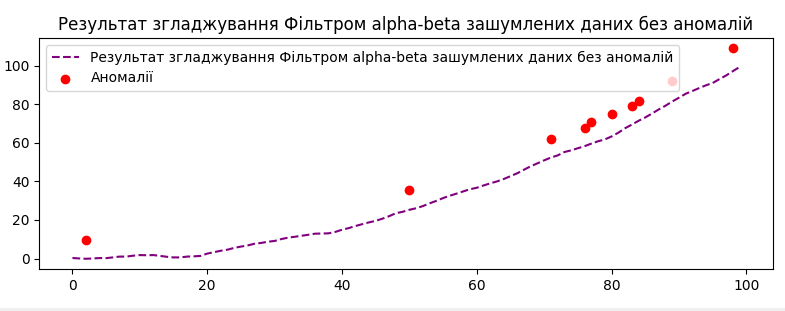 Результат згладжування Фільтром alpha-beta зашумлених даних без аномалій
Результат згладжування Фільтром alpha-beta зашумлених даних без аномалій
Аномалії
100
80
60
40
20
0
0 20 40 60 80 100